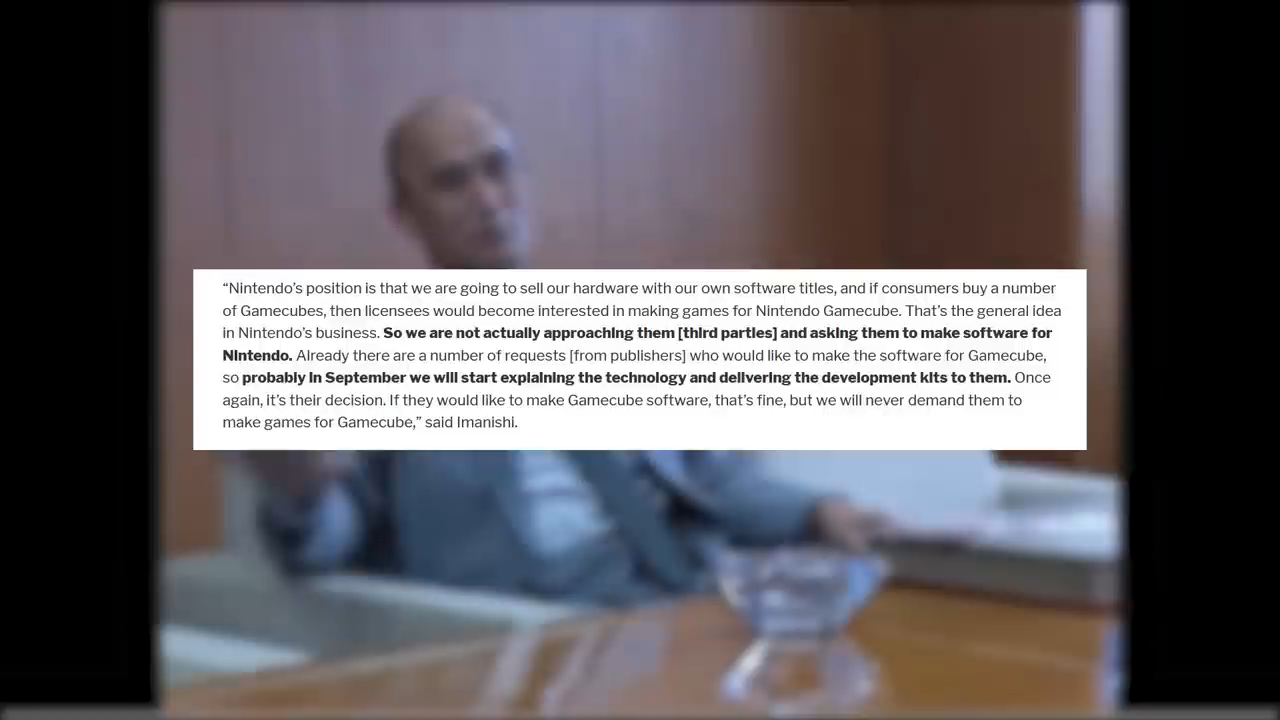 “Nintendo’s position is that we are going to sell our hardware with our own software titles, and if consumers buy a number
of Gamecubes, then licensees would become interested in making games for Nintendo Gamecube. That’s the general idea
in Nintendo’s business. So we are not actually approaching them [third parties] and asking them to make software for
Nintendo. Already there are a number of requests [from publishers] who would like to make the software for Gamecube,
so probably in September we will start explaining the technology and delivering the development kits to them. Once
again, it’s their decision. If they would like to make Gamecube software, that’s fine, but we will never demand them to
make games for Gamecube,” said Imanishi.